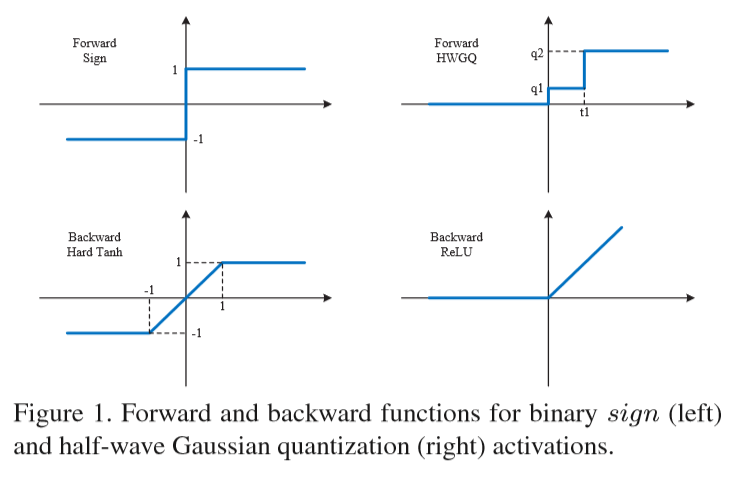 Forward
Sign
1
-1
Forward
HWGQ
q2
q1
t1
Backward
Hard Tanh
1
-1
1
-1
Backward
ReLU
Figure 1. Forward and backward functions for binary sign (left)
and half-wave Gaussian quantization (right) activations.